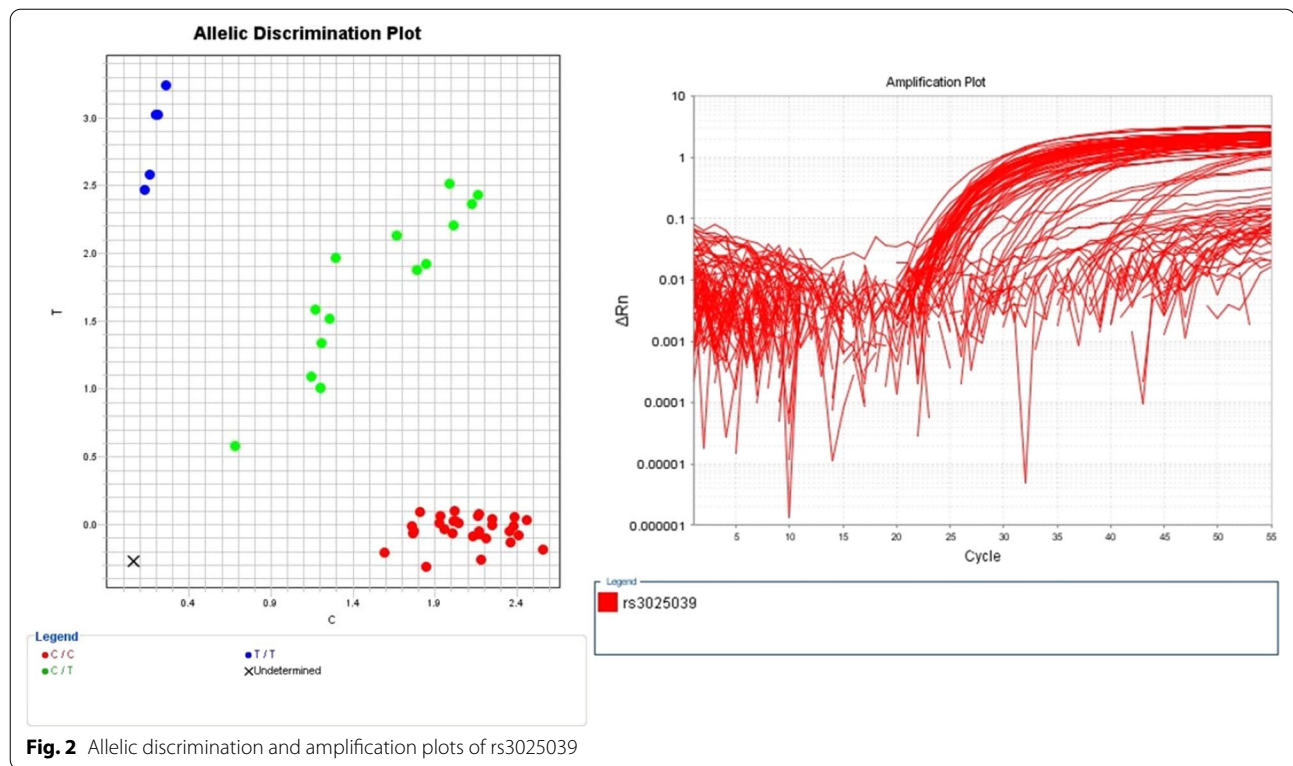 Allelic Discrimination Plot
T
3.0
2.5
2.0
1.5
1.0
0.5
0.0
0.4 0.9 1.4 1.9 2.4
C
Legend
C / C
T / T
C / T
Undetermined
Amplification Plot
ΔRn
10
1
0.1
0.01
0.001
0.0001
0.00001
0.000001
5 10 15 20 25 30 35 40 45 50 55
Cycle
Legend
rs3025039
Fig. 2 Allelic discrimination and amplification plots of rs3025039